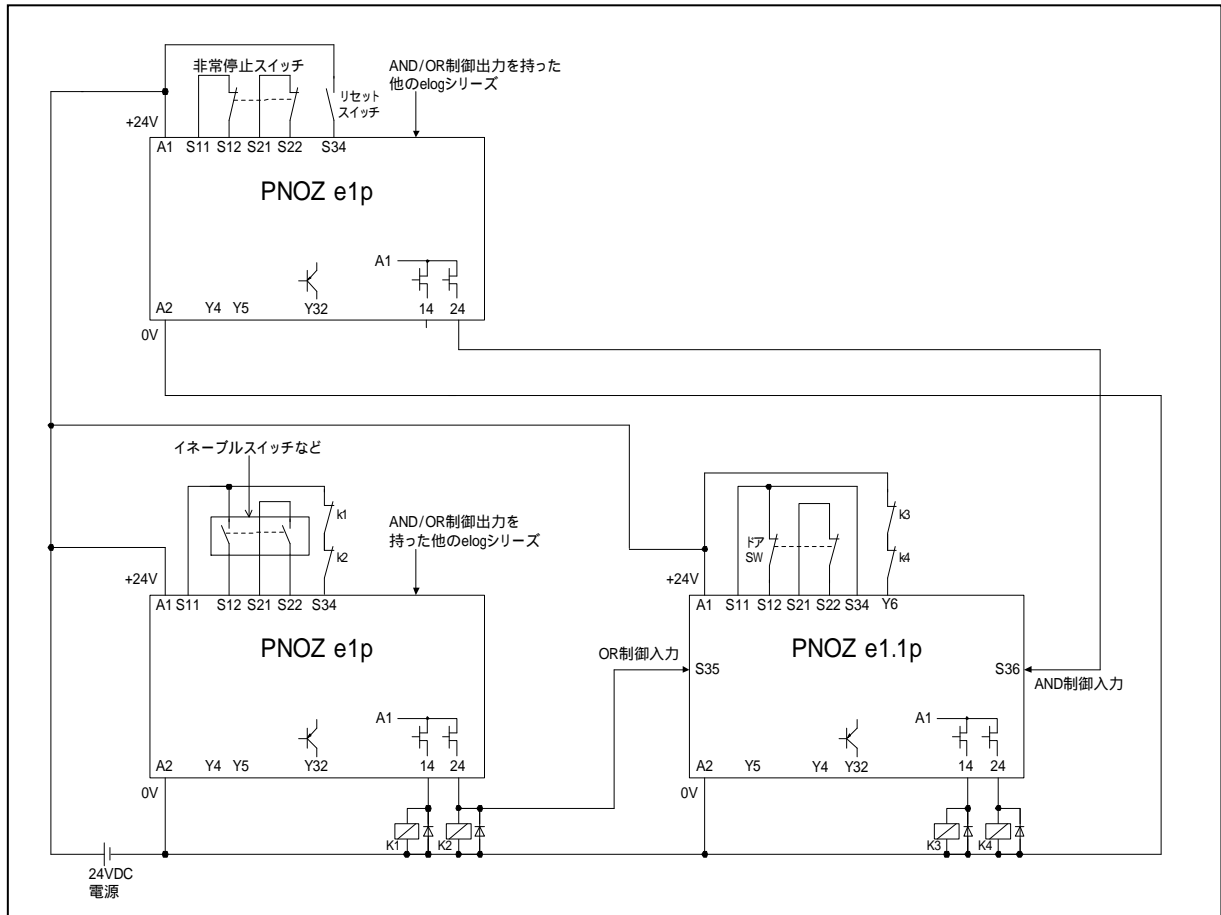 非常停止スイッチ
AND/OR制御出力を持った
他のelogシリーズ
リセット
スイッチ
+24V
A1 S11 S12 S21 S22 S34
PNOZ e1p
A1
A2 Y4 Y5 Y32 14 24
0V
イネーブルスイッチなど
AND/OR制御出力を
持った他のelogシリーズ
k1
k2
+24V
A1 S11 S12 S21 S22 S34
PNOZ e1p
A1
A2 Y4 Y5 Y32 14 24
0V
K1 K2
ドア
SW
k3
k4
+24V
A1 S11 S12 S21 S22 S34 Y6
PNOZ e1.1p
OR制御入力
S35
S36
AND制御入力
A1
A2 Y5 Y4 Y32 14 24
0V
K3 K4
24VDC
電源